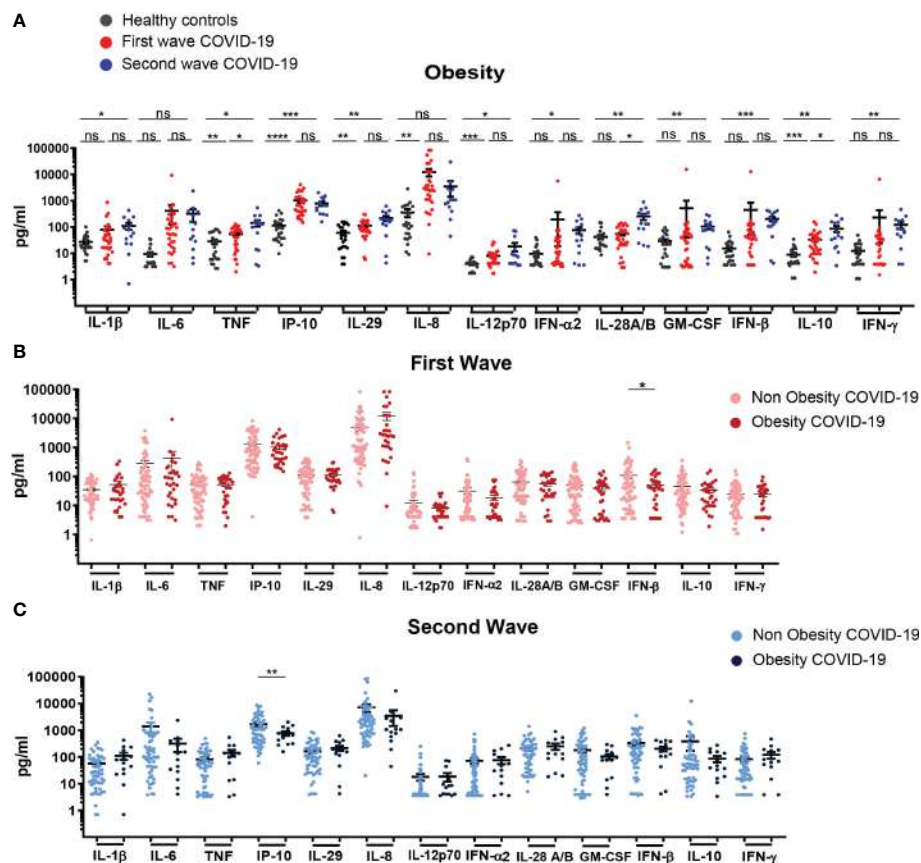 A
Healthy controls
First wave COVID-19
Second wave COVID-19
Obesity
* ns * *** ** ns * * ** ** *** ** **
ns ns ns ns ** * **** ns ** ns ** ns *** ns ns ns ns * ns ns ns ns *** * ns ns
pg/ml
100000
10000
1000
100
10
1
IL-1β IL-6 TNF IP-10 IL-29 IL-8 IL-12p70 IFN-α2 IL-28A/B GM-CSF IFN-β IL-10 IFN-γ
B
First Wave
Non Obesity COVID-19
Obesity COVID-19
*
pg/ml
100000
10000
1000
100
10
1
IL-1β IL-6 TNF IP-10 IL-29 IL-8 IL-12p70 IFN-α2 IL-28A/B GM-CSF IFN-β IL-10 IFN-γ
C
Second Wave
Non Obesity COVID-19
Obesity COVID-19
**
pg/ml
100000
10000
1000
100
10
1
IL-1β IL-6 TNF IP-10 IL-29 IL-8 IL-12p70 IFN-α2 IL-28 A/B GM-CSF IFN-β IL-10 IFN-γ